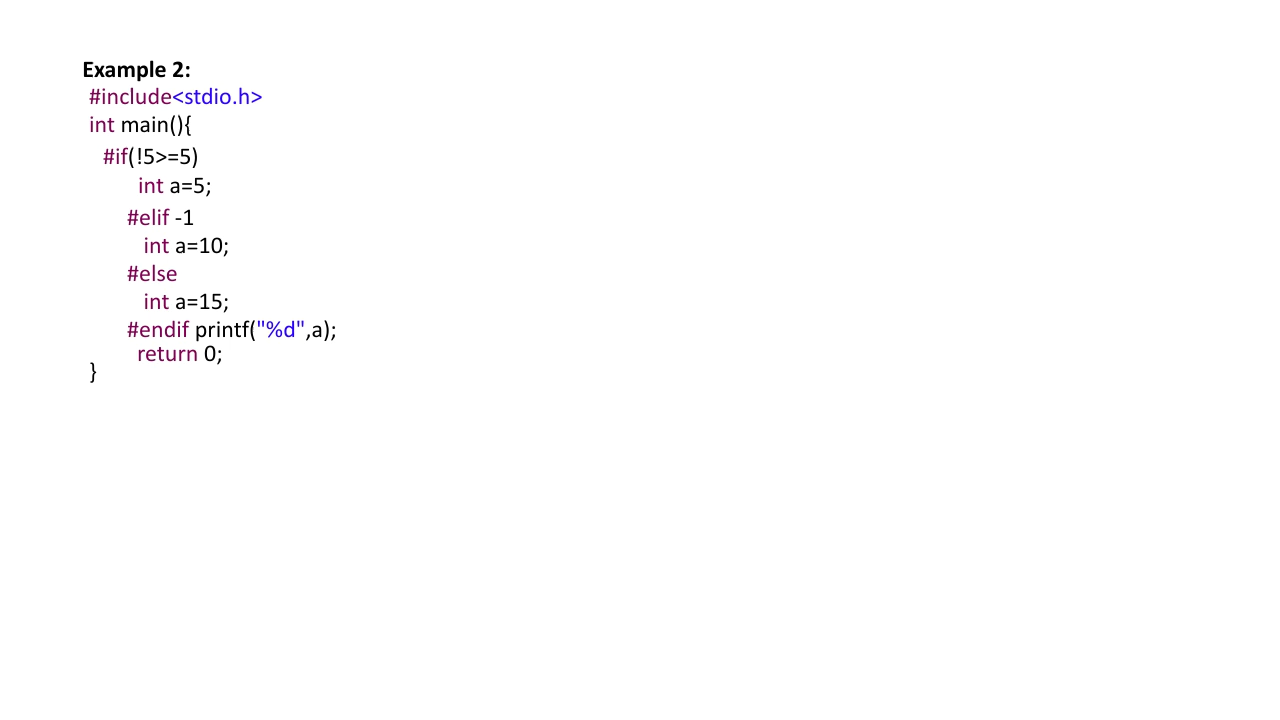 Example 2:
#include<stdio.h>
int main(){
#if(!5>=5)
int a=5;
#elif -1
int a=10;
#else
int a=15;
#endif printf("%d",a);
return 0;
}